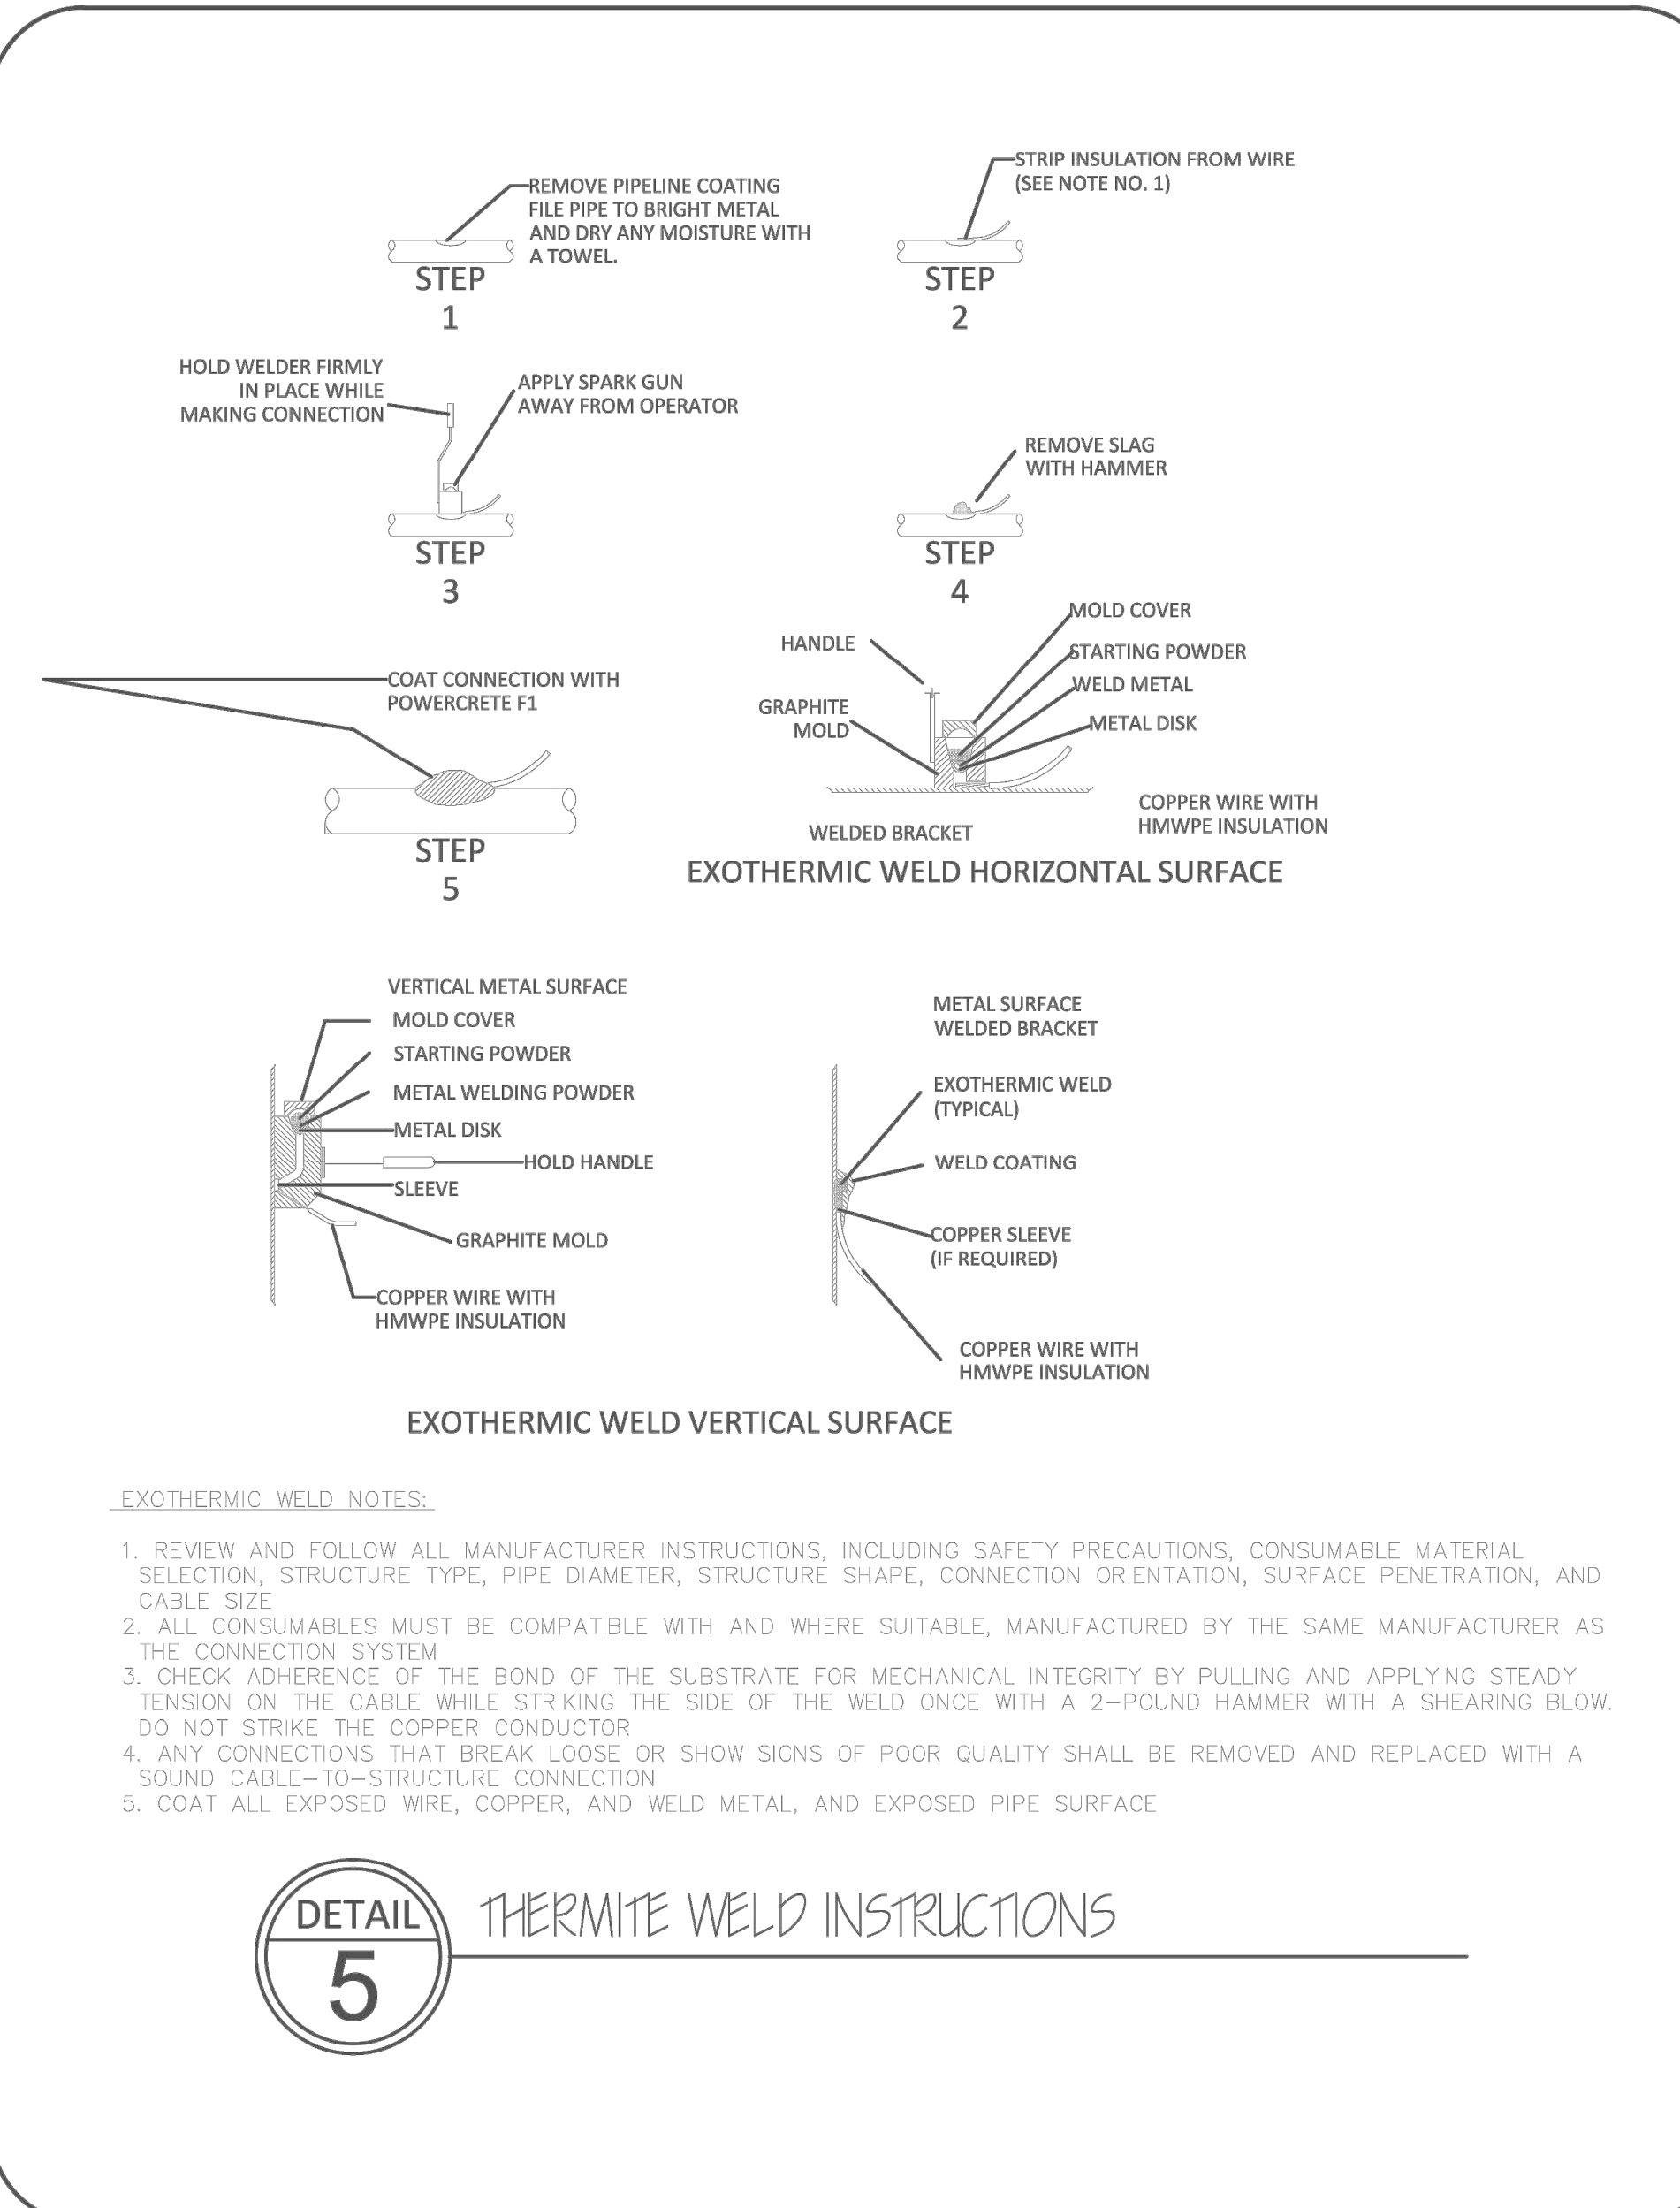 REMOVE PIPELINE COATING
FILE PIPE TO BRIGHT METAL
AND DRY ANY MOISTURE WITH
A TOWEL.
STEP
1
STRIP INSULATION FROM WIRE
(SEE NOTE NO. 1)
STEP
2
HOLD WELDER FIRMLY
IN PLACE WHILE
MAKING CONNECTION
APPLY SPARK GUN
AWAY FROM OPERATOR
STEP
3
REMOVE SLAG
WITH HAMMER
STEP
4
COAT CONNECTION WITH
POWERCRETE F1
STEP
5
HANDLE
GRAPHITE
MOLD
MOLD COVER
STARTING POWDER
WELD METAL
METAL DISK
COPPER WIRE WITH
HMWPE INSULATION
WELDED BRACKET
EXOTHERMIC WELD HORIZONTAL SURFACE
VERTICAL METAL SURFACE
MOLD COVER
STARTING POWDER
METAL WELDING POWDER
METAL DISK
HOLD HANDLE
SLEEVE
GRAPHITE MOLD
COPPER WIRE WITH
HMWPE INSULATION
METAL SURFACE
WELDED BRACKET
EXOTHERMIC WELD
(TYPICAL)
WELD COATING
COPPER SLEEVE
(IF REQUIRED)
COPPER WIRE WITH
HMWPE INSULATION
EXOTHERMIC WELD VERTICAL SURFACE
EXOTHERMIC WELD NOTES:
1. REVIEW AND FOLLOW ALL MANUFACTURER INSTRUCTIONS, INCLUDING SAFETY PRECAUTIONS, CONSUMABLE MATERIAL
SELECTION, STRUCTURE TYPE, PIPE DIAMETER, STRUCTURE SHAPE, CONNECTION ORIENTATION, SURFACE PENETRATION, AND
CABLE SIZE
2. ALL CONSUMABLES MUST BE COMPATIBLE WITH AND WHERE SUITABLE, MANUFACTURED BY THE SAME MANUFACTURER AS
THE CONNECTION SYSTEM
3. CHECK ADHERENCE OF THE BOND OF THE SUBSTRATE FOR MECHANICAL INTEGRITY BY PULLING AND APPLYING STEADY
TENSION ON THE CABLE WHILE STRIKING THE SIDE OF THE WELD ONCE WITH A 2-POUND HAMMER WITH A SHEARING BLOW.
DO NOT STRIKE THE COPPER CONDUCTOR
4. ANY CONNECTIONS THAT BREAK LOOSE OR SHOW SIGNS OF POOR QUALITY SHALL BE REMOVED AND REPLACED WITH A
SOUND CABLE-TO-STRUCTURE CONNECTION
5. COAT ALL EXPOSED WIRE, COPPER, AND WELD METAL, AND EXPOSED PIPE SURFACE
DETAIL
5
THERMITE WELD INSTRUCTIONS